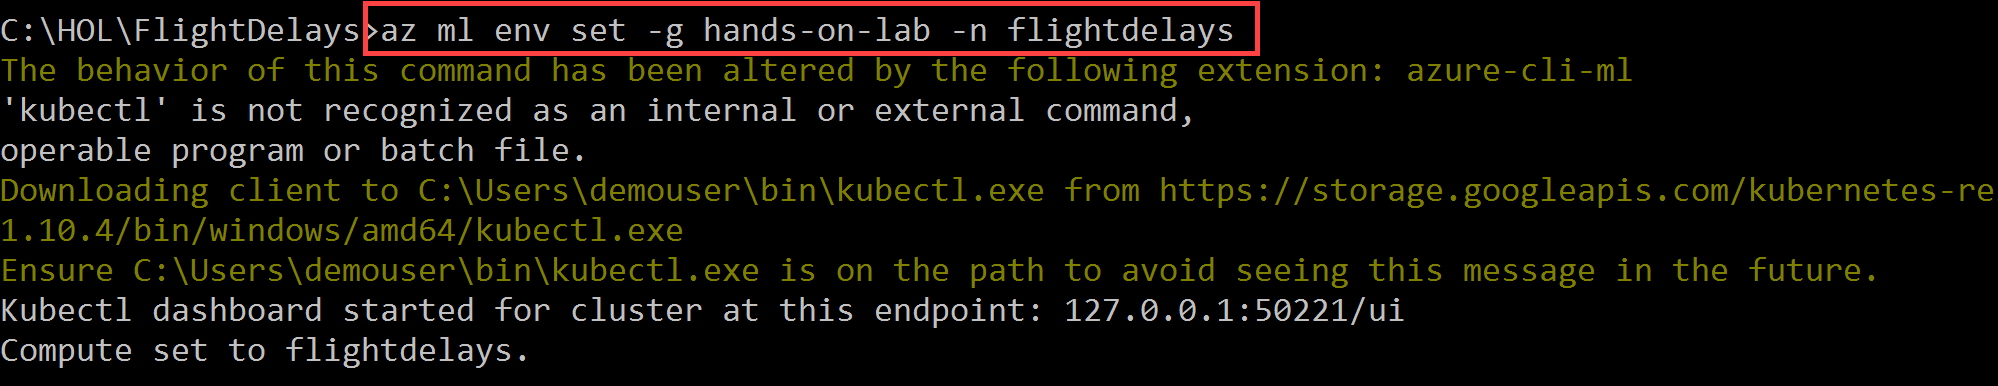 C:\HOL\FlightDelays>az ml env set -g hands-on-lab -n flightdelays
The behavior of this command has been altered by the following extension: azure-cli-ml
'kubectl' is not recognized as an internal or external command,
operable program or batch file.
Downloading client to C:\Users\demouser\bin\kubectl.exe from https://storage.googleapis.com/kubernetes-re
1.10.4/bin/windows/amd64/kubectl.exe
Ensure C:\Users\demouser\bin\kubectl.exe is on the path to avoid seeing this message in the future.
Kubectl dashboard started for cluster at this endpoint: 127.0.0.1:50221/ui
Compute set to flightdelays.